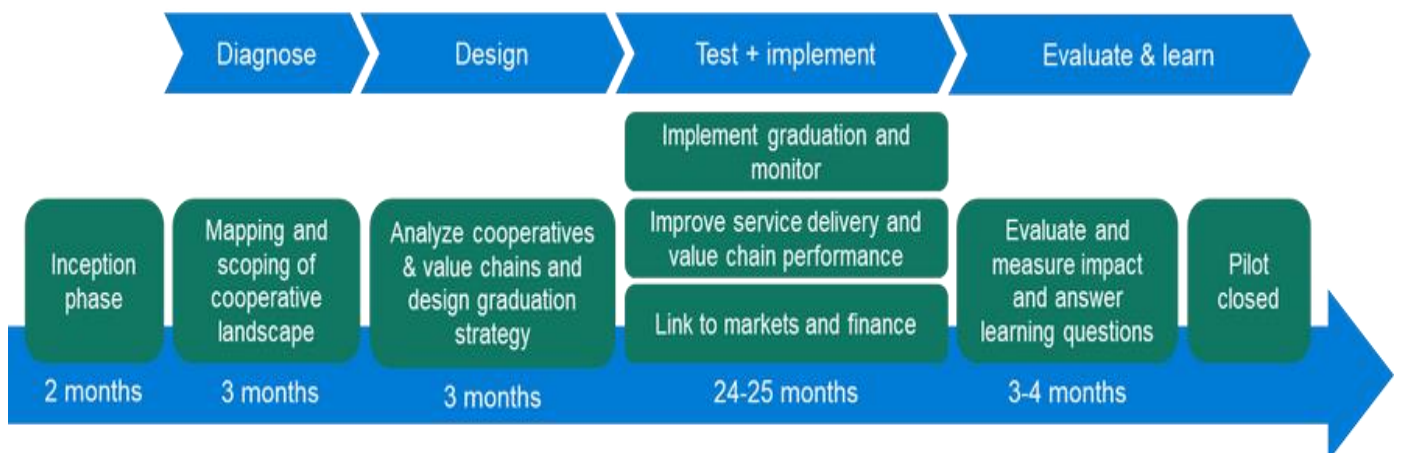 Diagnose
Design
Test + implement
Evaluate & learn
Inception
phase
Mapping and
scoping of
cooperative
landscape
Analyze cooperatives
& value chains and
design graduation
strategy
Implement graduation and
monitor
Improve service delivery and
value chain performance
Link to markets and finance
Evaluate and
measure impact
and answer
learning questions
Pilot
closed
2 months
3 months
3 months
24-25 months
3-4 months